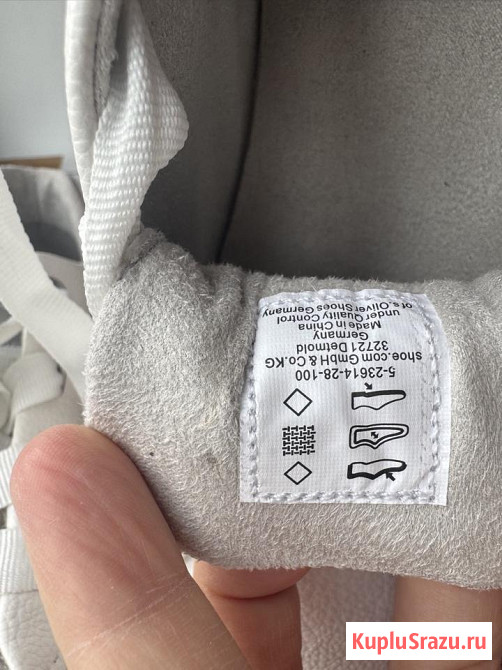 5-23614-28-100
shoe.com GmbH & Co.KG
32721 Detmold
Germany
Made in China
under Quality Control
of s.Oliver Shoes Germany
KupluSrazu.ru